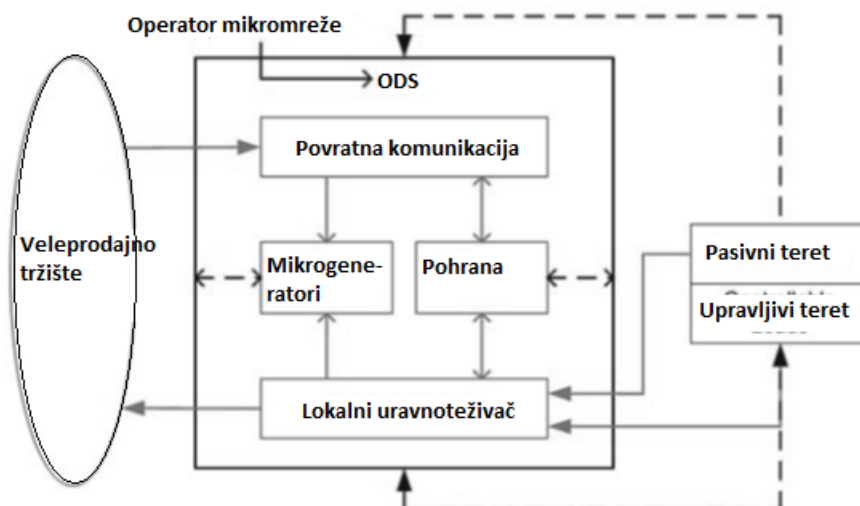 Operator mikromreže
ODS
Povratna komunikacija
Veleprodajno
tržište
Mikrogene-
ratori
Pohrana
Pasivni teret
Upravljivi teret
Lokalni uravnoteživač